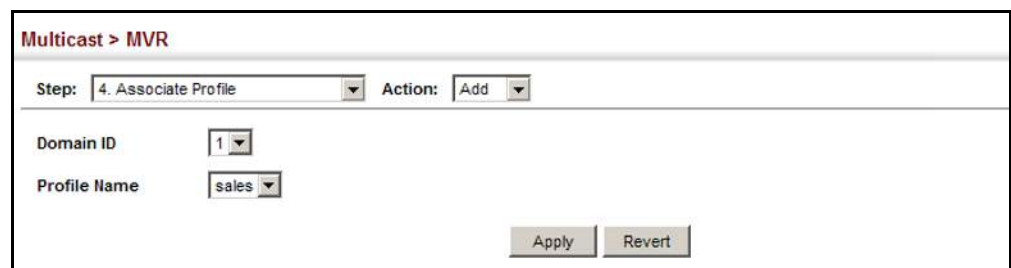 Multicast > MVR
Step: 4. Associate Profile Action: Add
Domain ID 1
Profile Name sales
Apply Revert